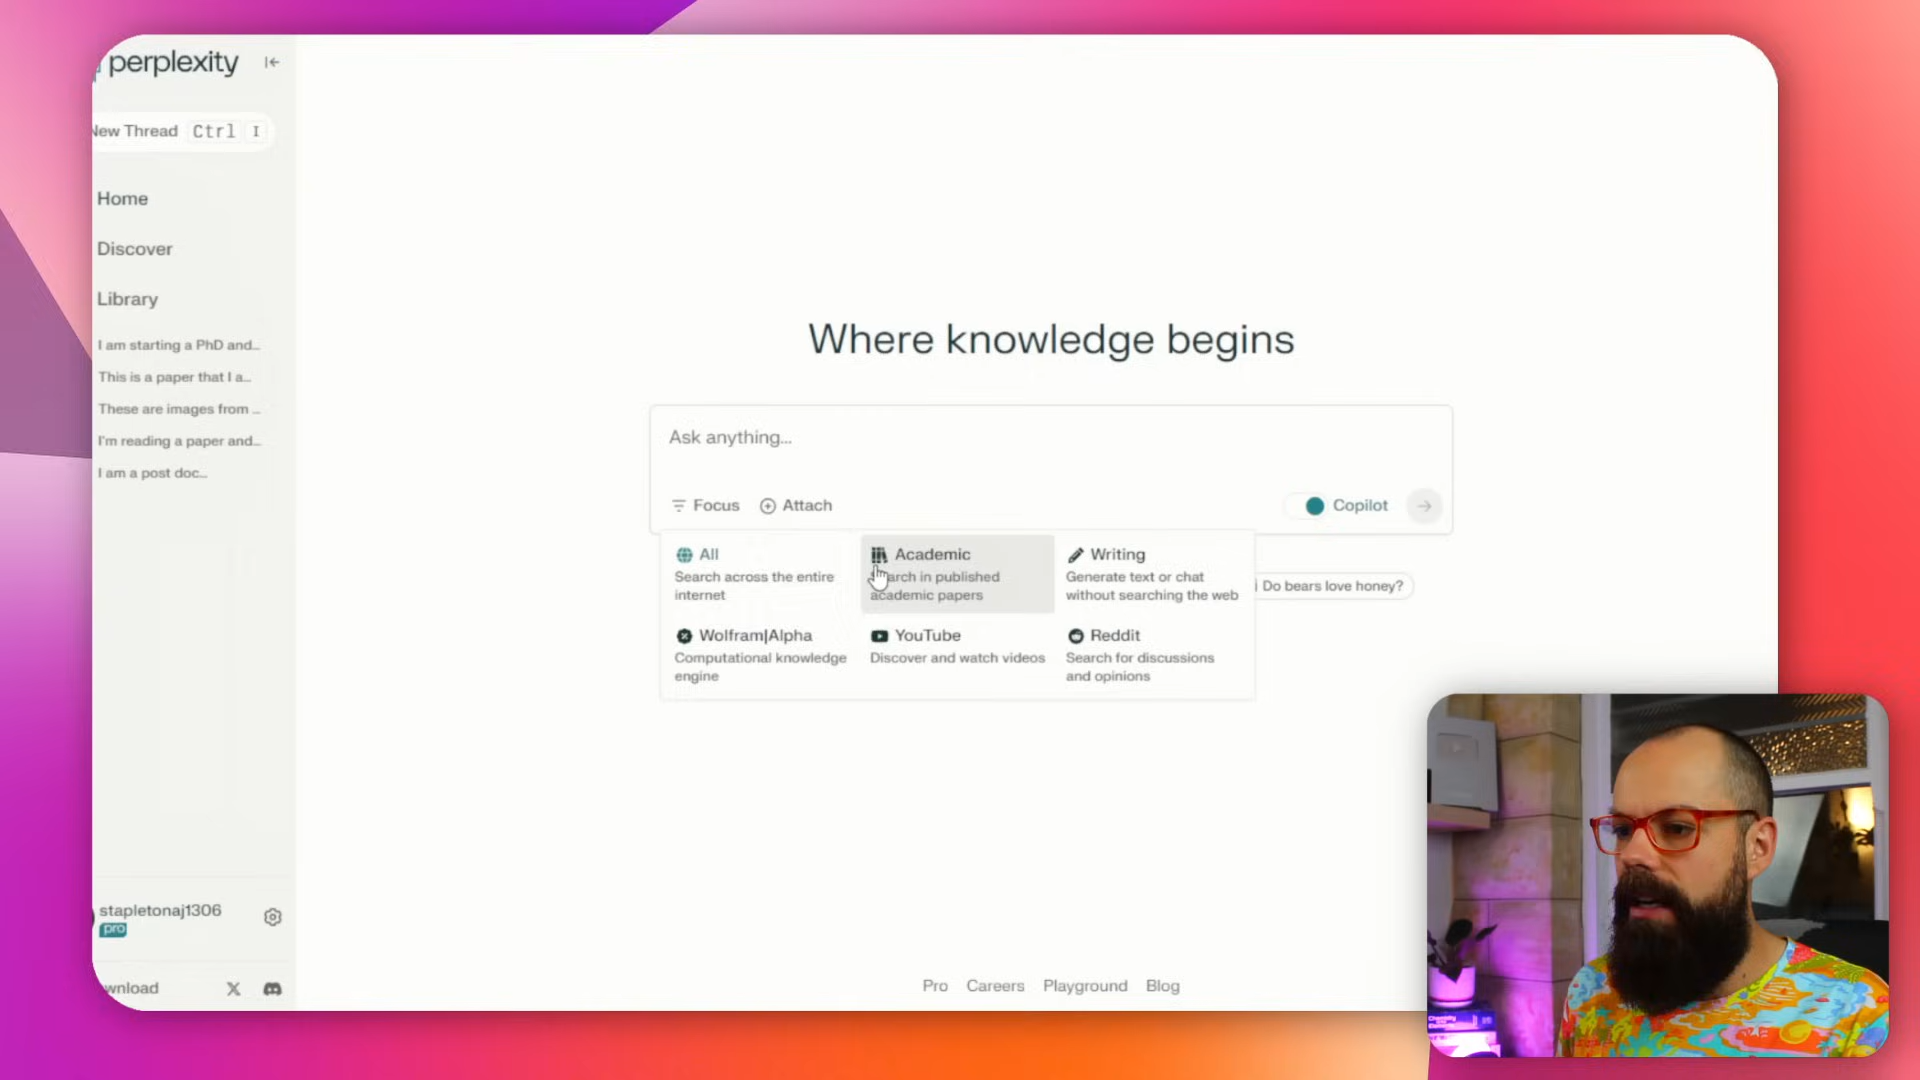 perplexity
New Thread Ctrl I
Home
Discover
Library
I am starting a PhD and...
This is a paper that I a...
These are images from ...
I'm reading a paper and...
I am a post doc...
stapletonaj1306
pro
wnload
Where knowledge begins
Ask anything...
Focus Attach
Copilot
All
Search across the entire
internet
Academic
arch in published
academic papers
Writing
Generate text or chat
without searching the web
Wolfram|Alpha
Computational knowledge
engine
YouTube
Discover and watch videos
Reddit
Search for discussions
and opinions
Do bears love honey?
Pro Careers Playground Blog
Chemistry